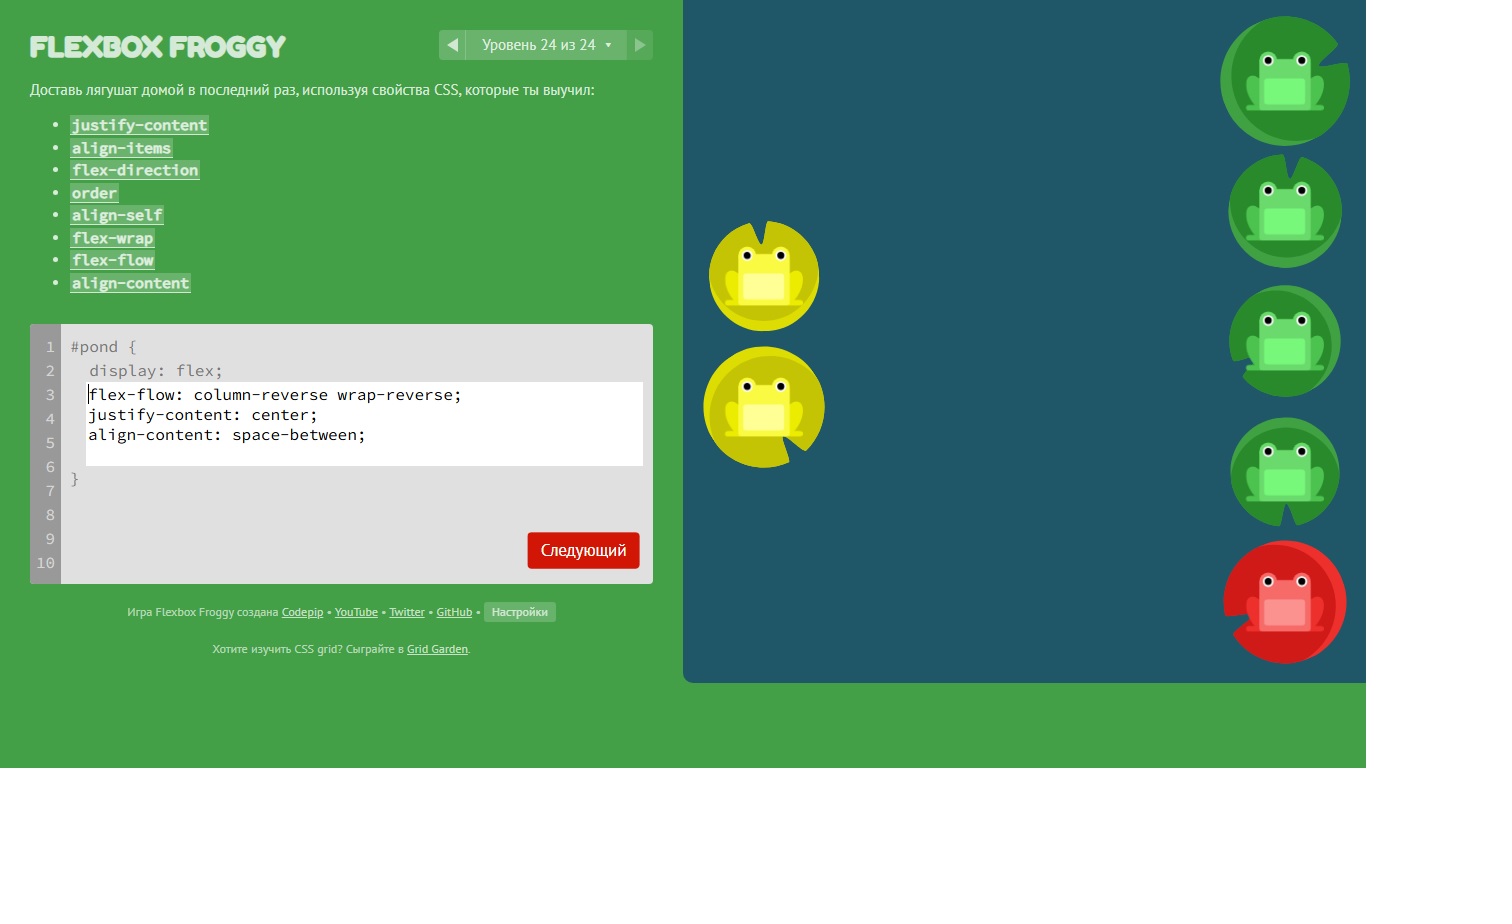 FLEXBOX FROGGY
Уровень 24 из 24
Доставь лягушат домой в последний раз, используя свойства CSS, которые ты выучил:
justify-content
align-items
flex-direction
order
align-self
flex-wrap
flex-flow
align-content
1 #pond {
2 display: flex;
3 flex-flow: column-reverse wrap-reverse;
4 justify-content: center;
5 align-content: space-between;
6
7 }
8
9
10
Следующий
Игра Flexbox Froggy создана Codepip • YouTube • Twitter • GitHub • Настройки
Хотите изучить CSS grid? Сыграйте в Grid Garden.